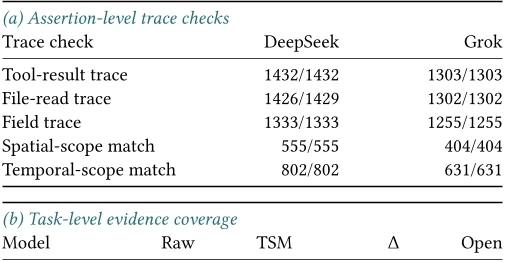 (a) Assertion-level trace checks
Trace check DeepSeek Grok
Tool-result trace 1432/1432 1303/1303
File-read trace 1426/1429 1302/1302
Field trace 1333/1333 1255/1255
Spatial-scope match 555/555 404/404
Temporal-scope match 802/802 631/631
(b) Task-level evidence coverage
Model Raw TSM Δ Open